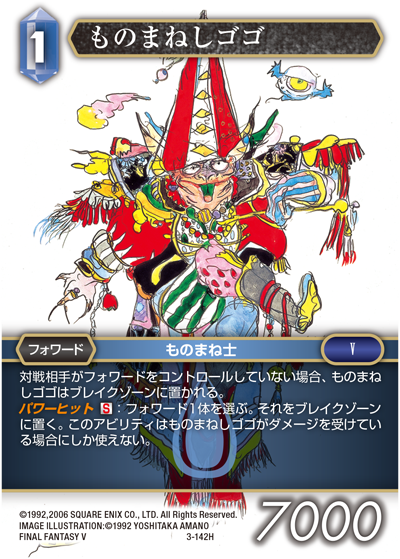 1
ものまねしゴゴ
フォワード
ものまね士
V
対戦相手がフォワードをコントロールしていない場合、ものまね
しゴゴはブレイクゾーンに置かれる。
パワーヒット S：フォワード1体を選ぶ。それをブレイクゾーン
に置く。このアビリティはものまねしゴゴがダメージを受けてい
る場合にしか使えない。
©1992,2006 SQUARE ENIX CO., LTD. All Rights Reserved.
IMAGE ILLUSTRATION:©1992 YOSHITAKA AMANO
FINAL FANTASY V
3-142H
7000